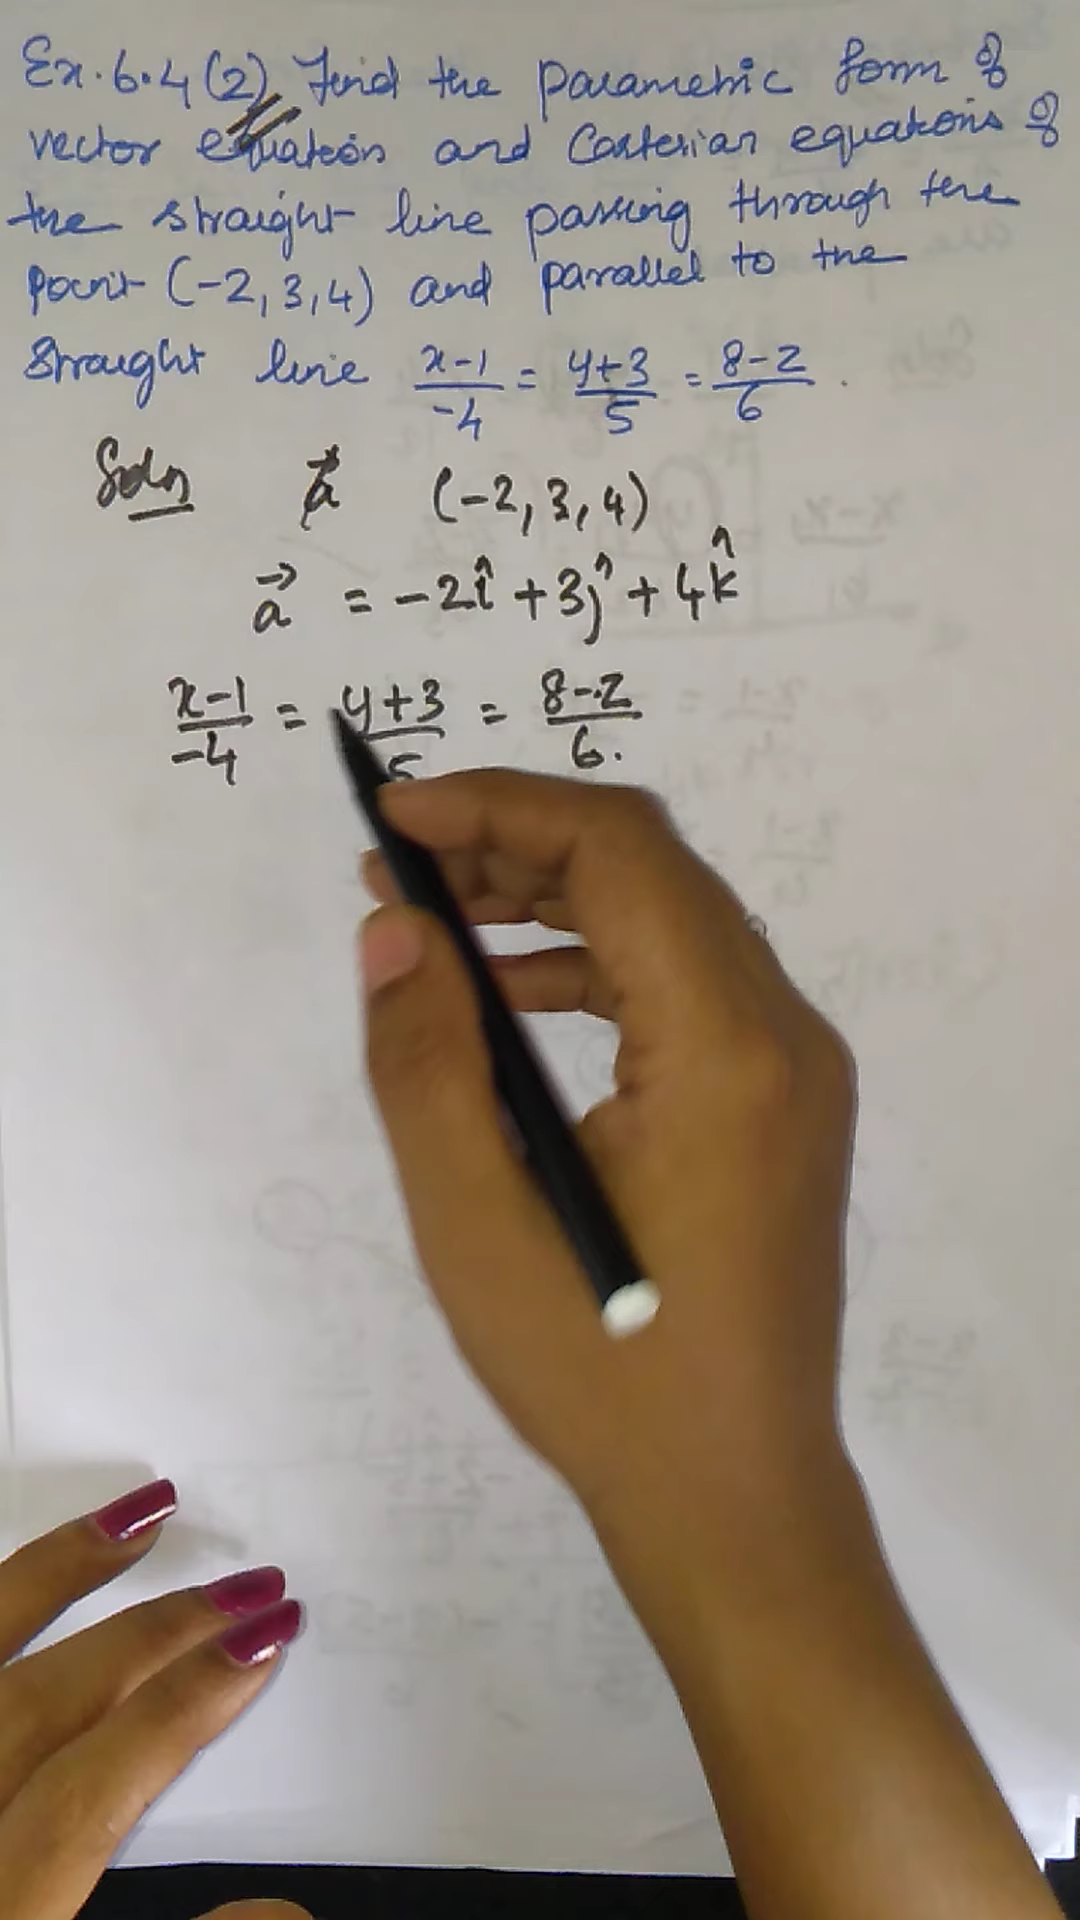 Ex. 6.4 (2) Find the parametric form of
vector equation and Cartesian equations of
the straight line passing through the
point (-2, 3, 4) and parallel to the
straight line x-1/-4 = y+3/5 = 8-z/6 .
Soln a⃗ (-2, 3, 4)
a⃗ = -2î + 3ĵ + 4k̂
x-1/-4 = y+3/5 = 8-z/6.